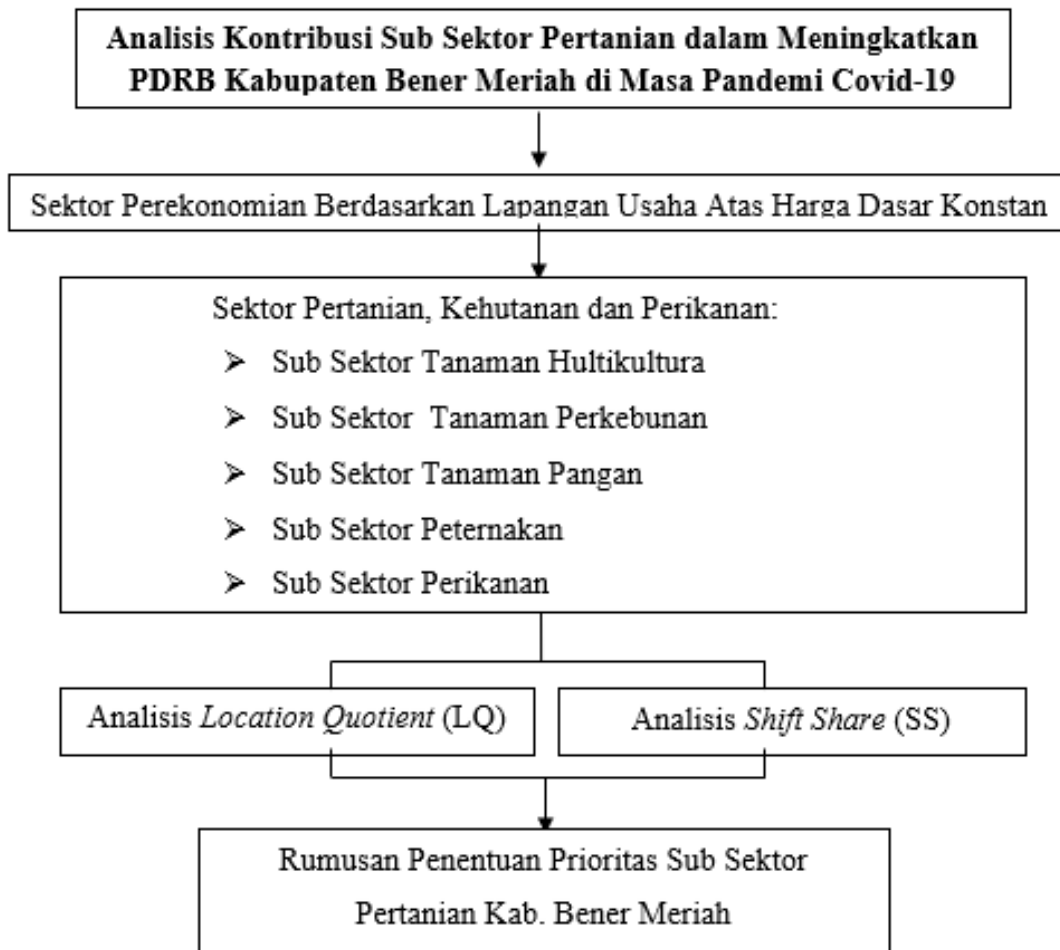 Analisis Kontribusi Sub Sektor Pertanian dalam Meningkatkan
PDRB Kabupaten Bener Meriah di Masa Pandemi Covid-19
Sektor Perekonomian Berdasarkan Lapangan Usaha Atas Harga Dasar Konstan
Sektor Pertanian, Kehutanan dan Perikanan:
➢ Sub Sektor Tanaman Hultikultura
➢ Sub Sektor Tanaman Perkebunan
➢ Sub Sektor Tanaman Pangan
➢ Sub Sektor Peternakan
➢ Sub Sektor Perikanan
Analisis Location Quotient (LQ)
Analisis Shift Share (SS)
Rumusan Penentuan Prioritas Sub Sektor
Pertanian Kab. Bener Meriah